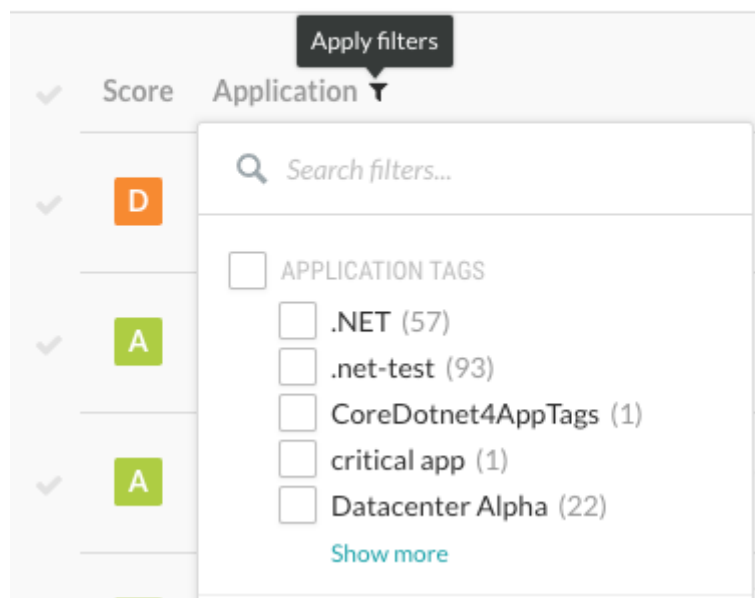 Apply filters
Score Application
Search filters...
D
APPLICATION TAGS
.NET (57)
.net-test (93)
A
CoreDotnet4AppTags (1)
critical app (1)
A
Datacenter Alpha (22)
Show more